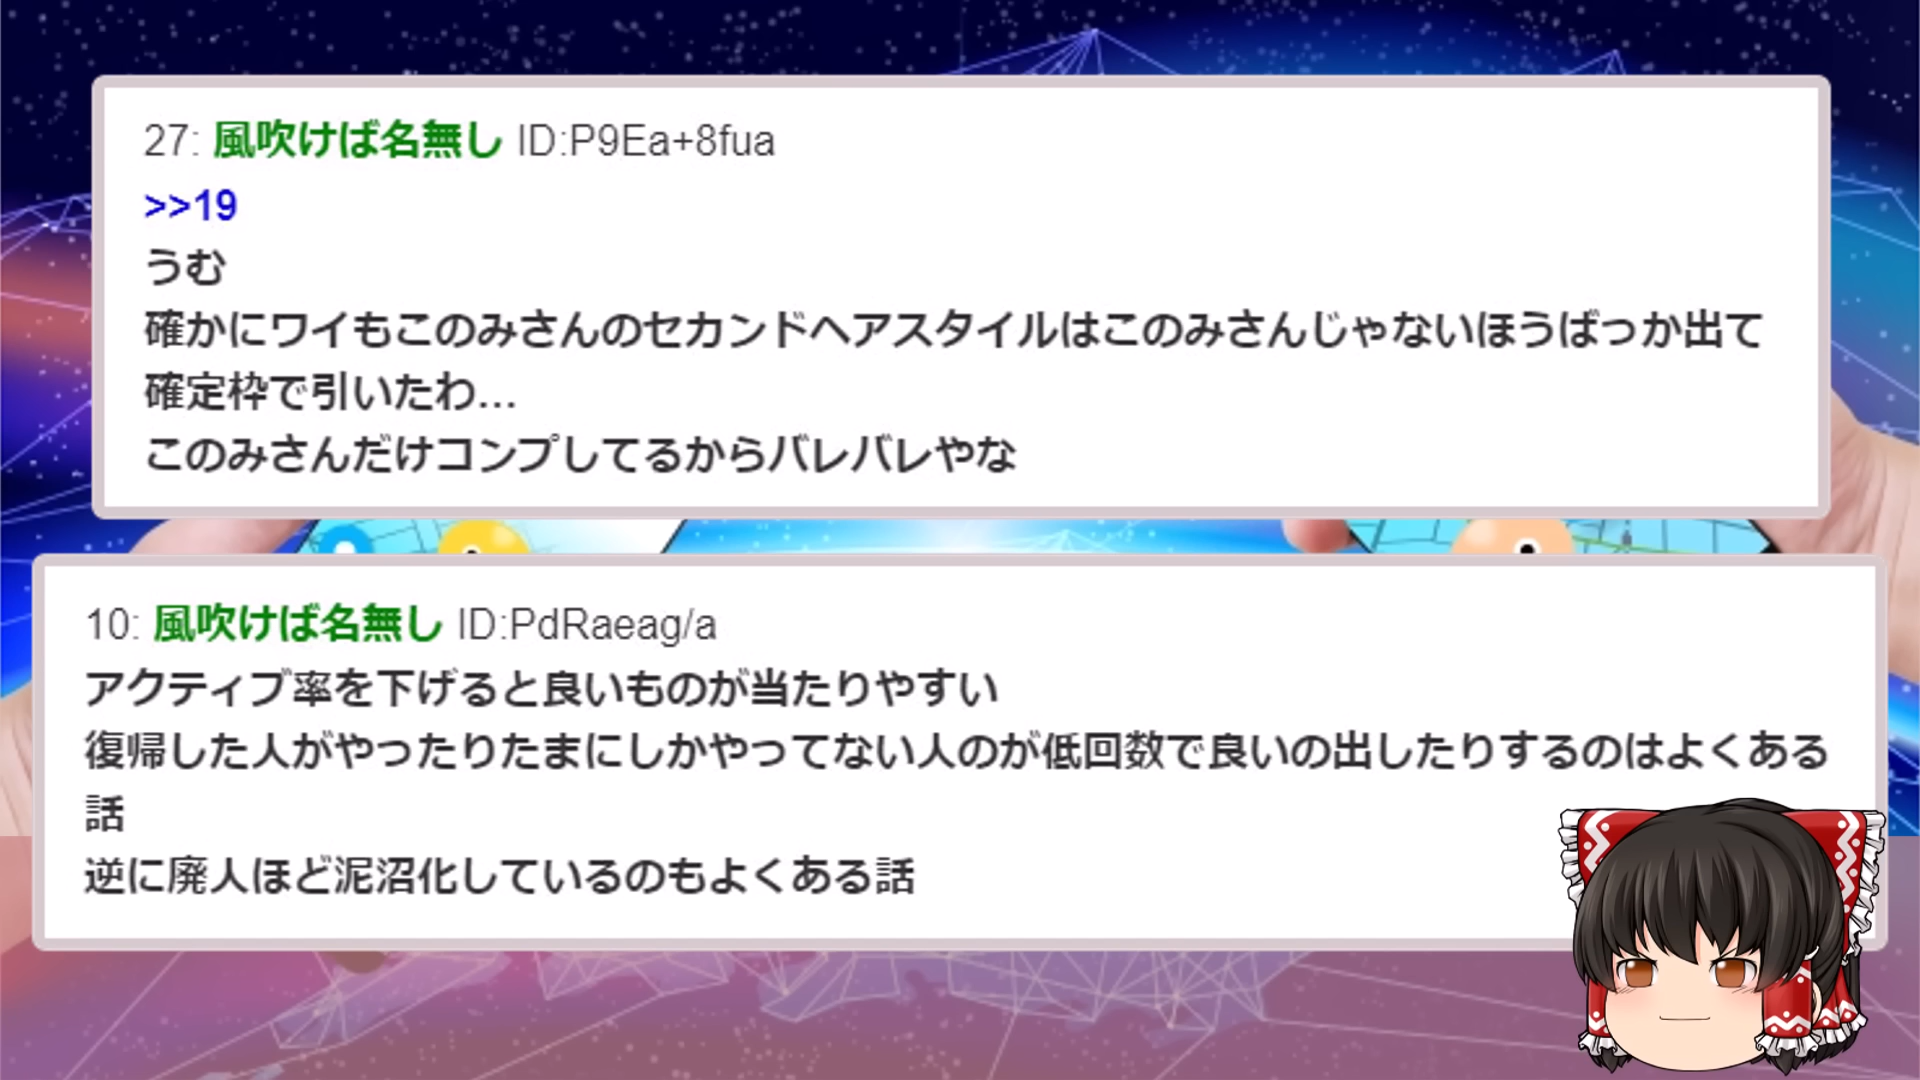 27: 風吹けば名無し ID:P9Ea+8fua
>>19
うむ
確かにワイもこのみさんのセカンドヘアスタイルはこのみさんじゃないほうばっか出て
確定枠で引いたわ…
このみさんだけコンプしてるからバレバレやな
10: 風吹けば名無し ID:PdRaeag/a
アクティブ率を下げると良いものが当たりやすい
復帰した人がやったりたまにしかやってない人のが低回数で良いの出したりするのはよくある
話
逆に廃人ほど泥沼化しているのもよくある話